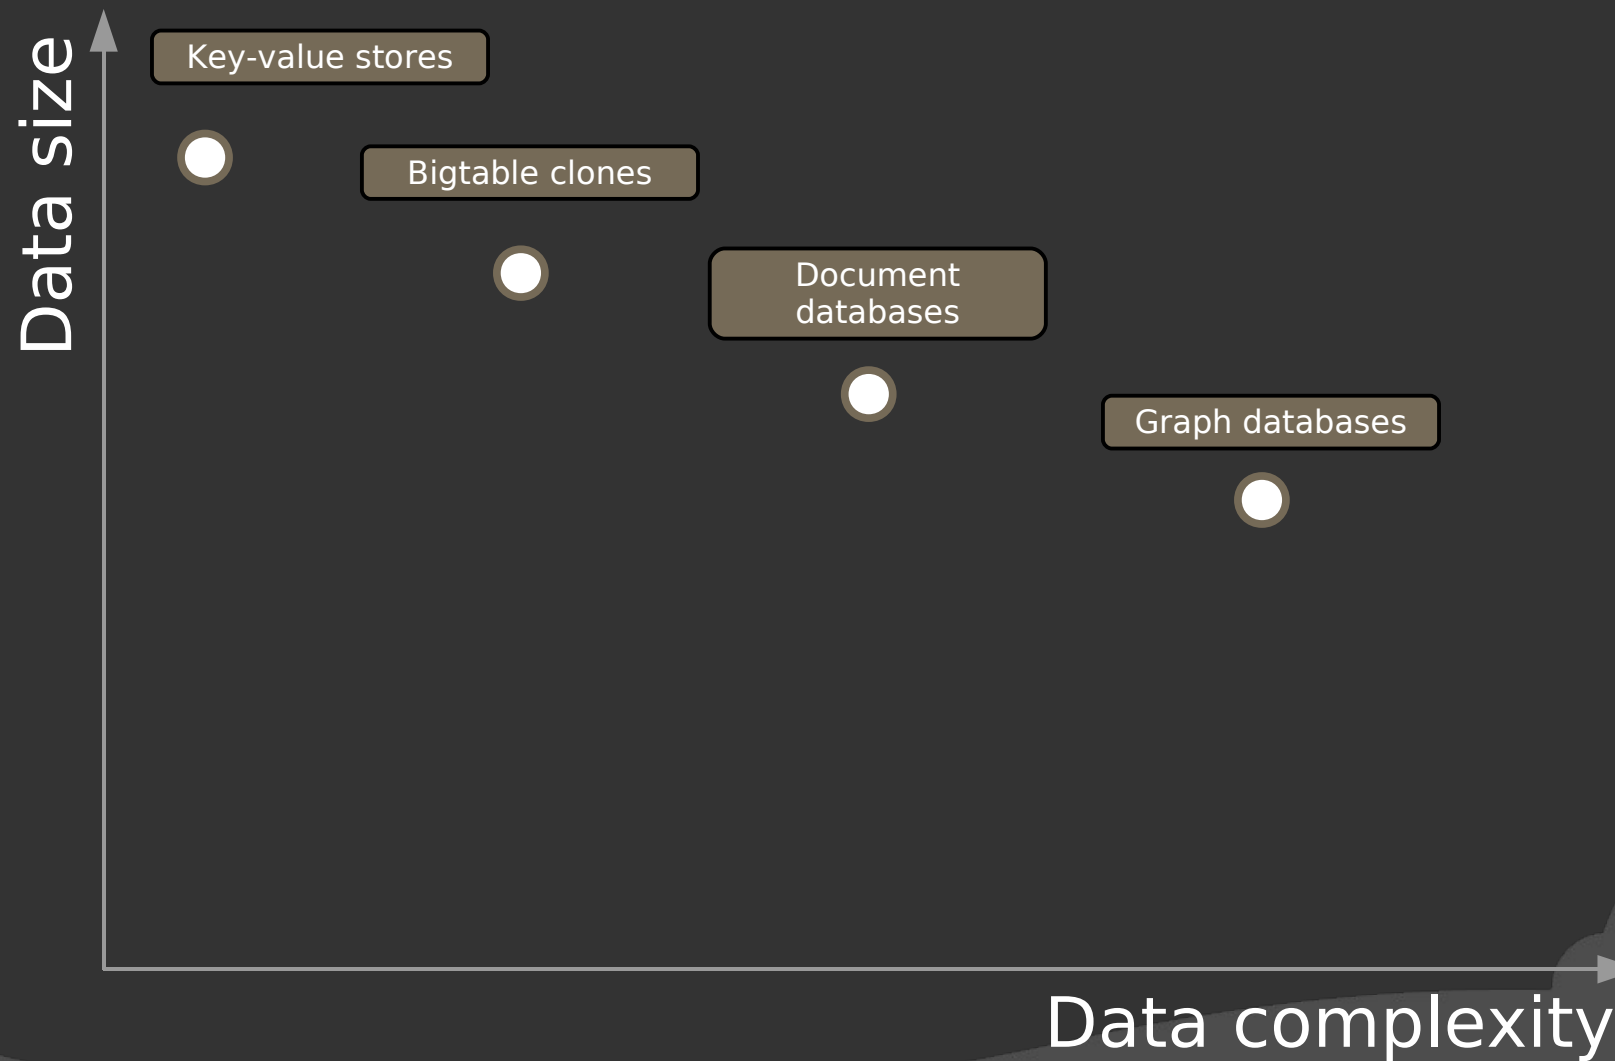 Data size
Key-value stores
Bigtable clones
Document
databases
Graph databases
Data complexity